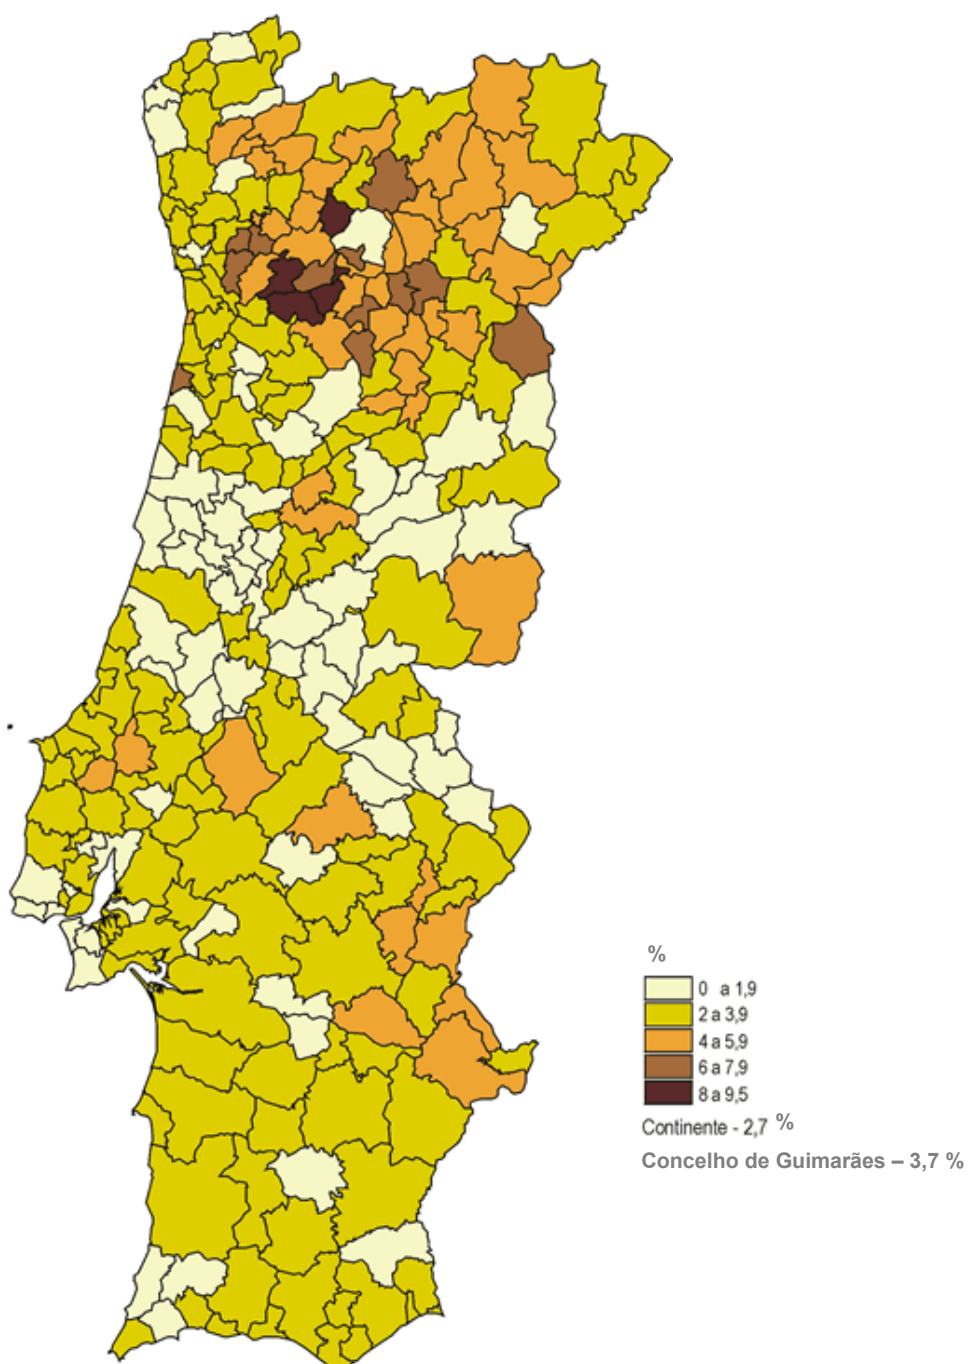 %
0 a 1,9
2 a 3,9
4 a 5,9
6 a 7,9
8 a 9,5
Continente - 2,7 %
Concelho de Guimarães – 3,7 %